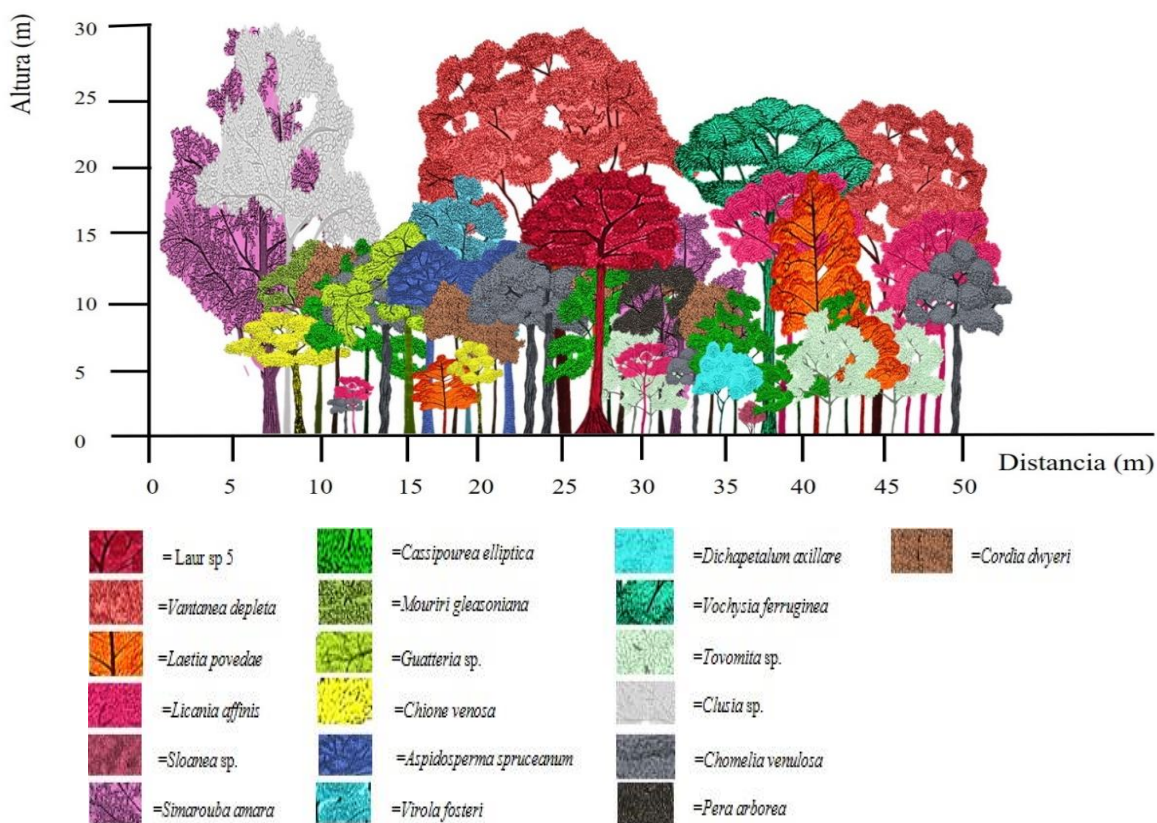 Altura (m)
30
25
20
15
10
5
0
0 5 10 15 20 25 30 35 40 45 50
Distancia (m)
=Laur sp 5
=Vantanea depleta
=Laetia povedae
=Licania affinis
=Sloanea sp.
=Simarouba amara
=Cassipourea elliptica
=Mouriri gleasoniana
=Guatteria sp.
=Chione venosa
=Aspidosperma spruceanum
=Virola fosteri
=Dichapetalum axillare
=Vochysia ferruginea
=Tovomita sp.
=Clusia sp.
=Chomelia venulosa
=Pera arborea
=Cordia dwyeri